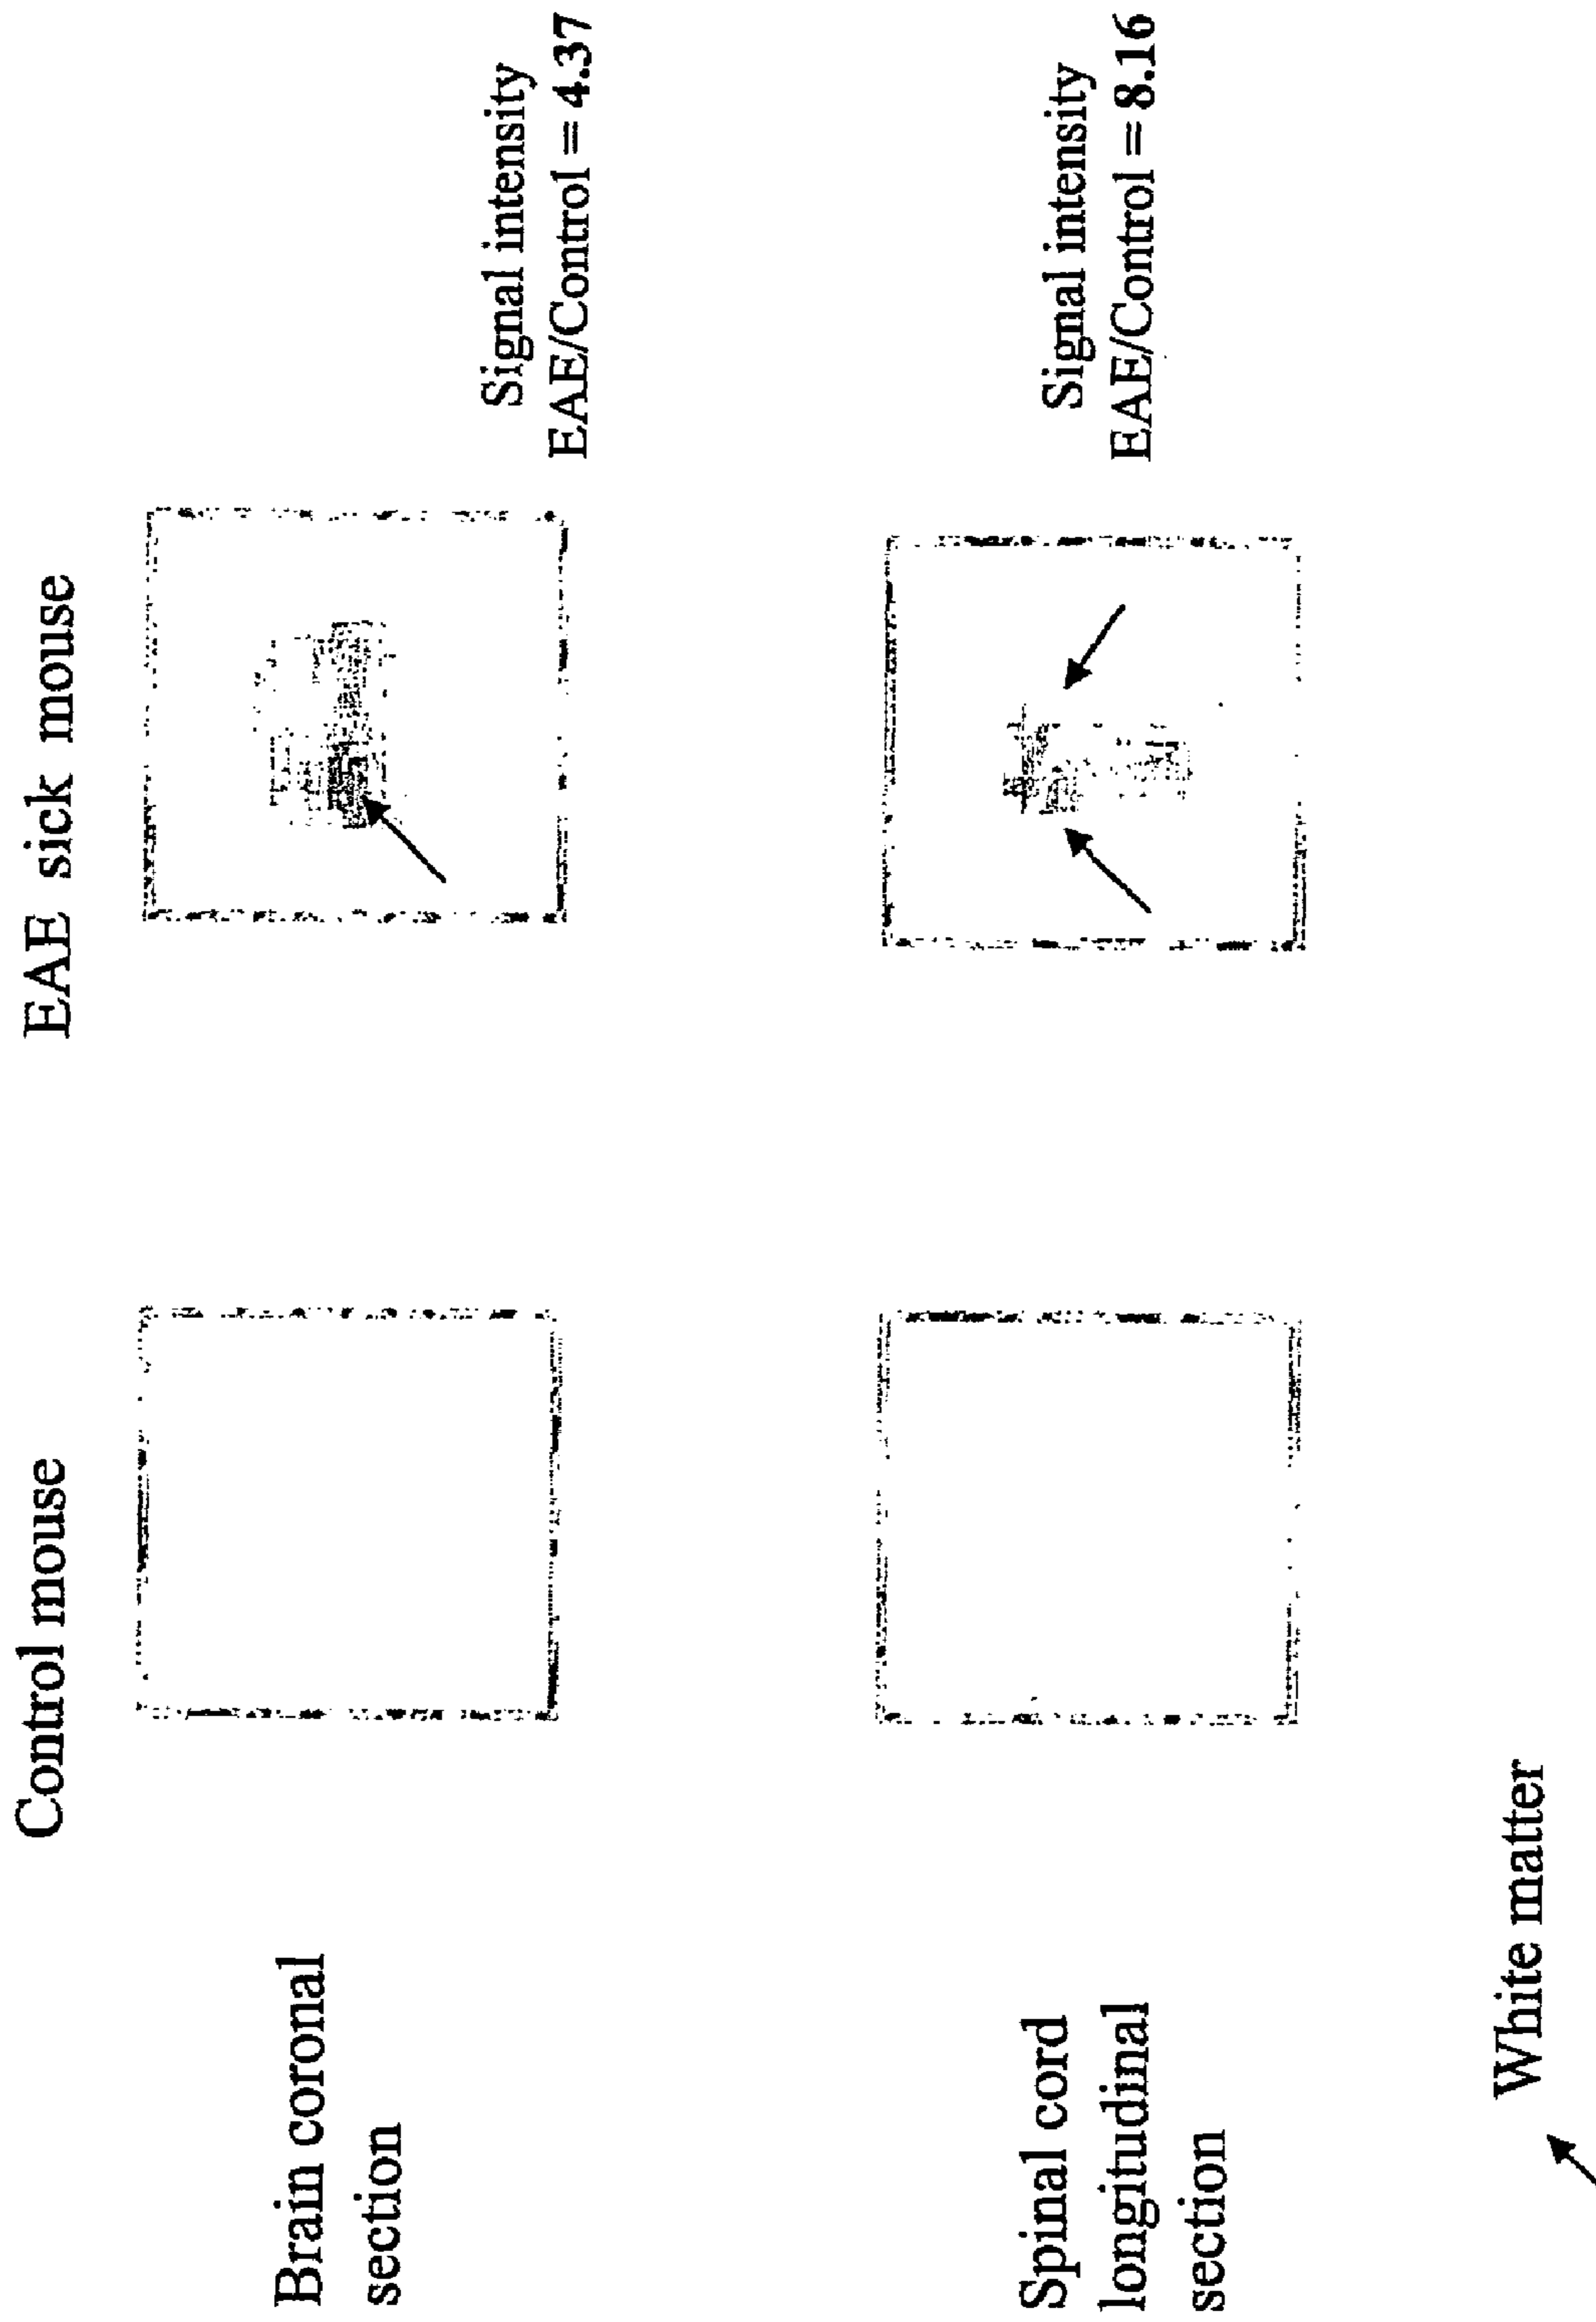 Control mouse
EAE sick mouse
Brain coronal
section
Signal intensity
EAE/Control = 4.37
Spinal cord
longitudinal
section
Signal intensity
EAE/Control = 8.16
White matter